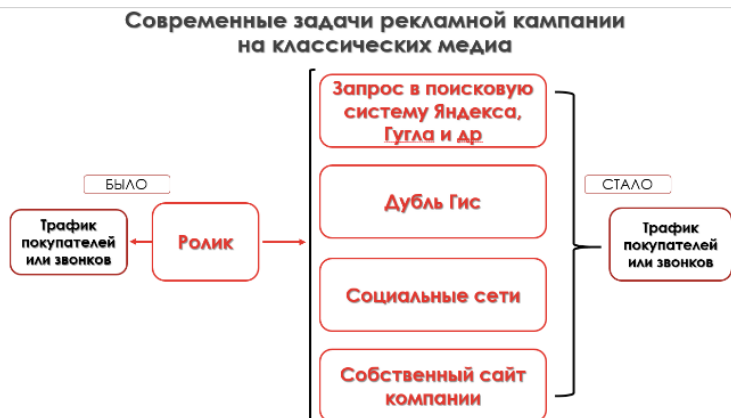 Современные задачи рекламной кампании
на классических медиа
БЫЛО
Трафик
покупателей
или звонков
Ролик
Запрос в поисковую
систему Яндекса,
Гугла и др
Дубль Гис
Социальные сети
Собственный сайт
компании
СТАЛО
Трафик
покупателей
или звонков